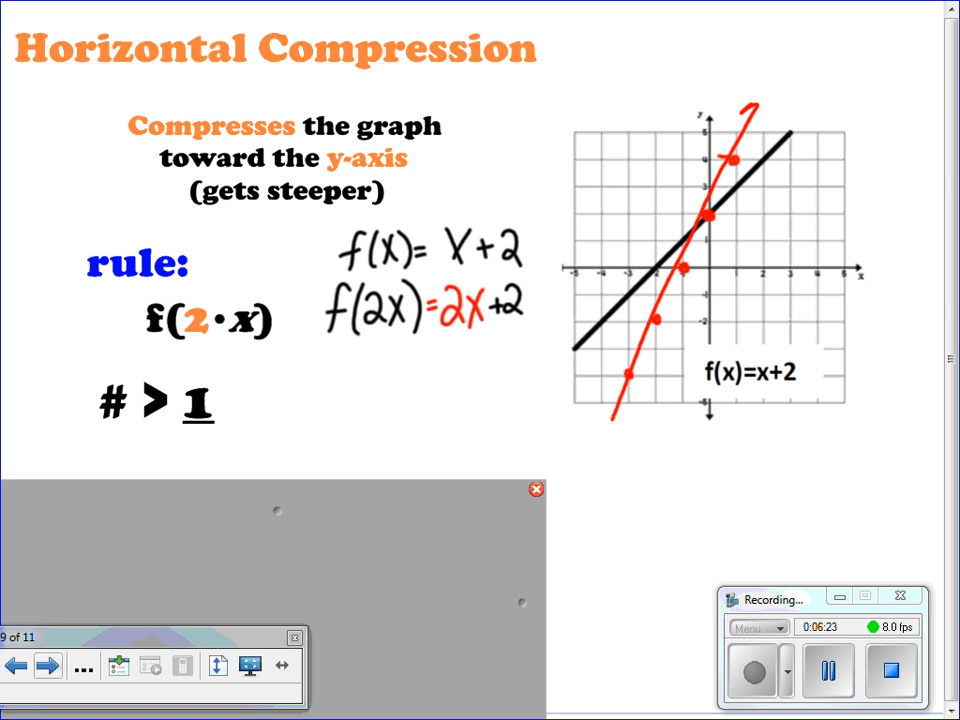 Horizontal Compression
Compresses the graph
toward the y-axis
(gets steeper)
rule:
f(2·x)
# > 1
f(x)= x+2
f(2x)=2x+2
y
x
f(x)=x+2
9 of 11
...
Recording...
Menu
0:06:23
8.0 fps